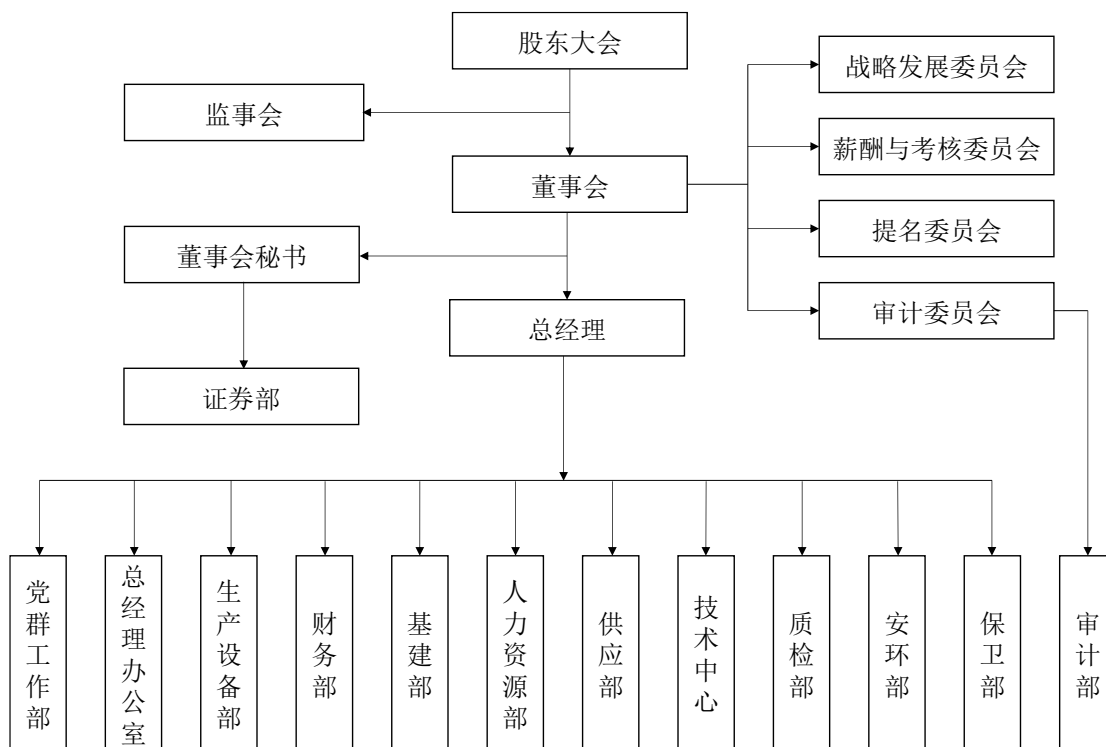 股东大会
战略发展委员会
监事会
薪酬与考核委员会
董事会
提名委员会
董事会秘书
审计委员会
总经理
证券部
党群工作部
总经理办公室
生产设备部
财务部
基建部
人力资源部
供应部
技术中心
质检部
安环部
保卫部
审计部